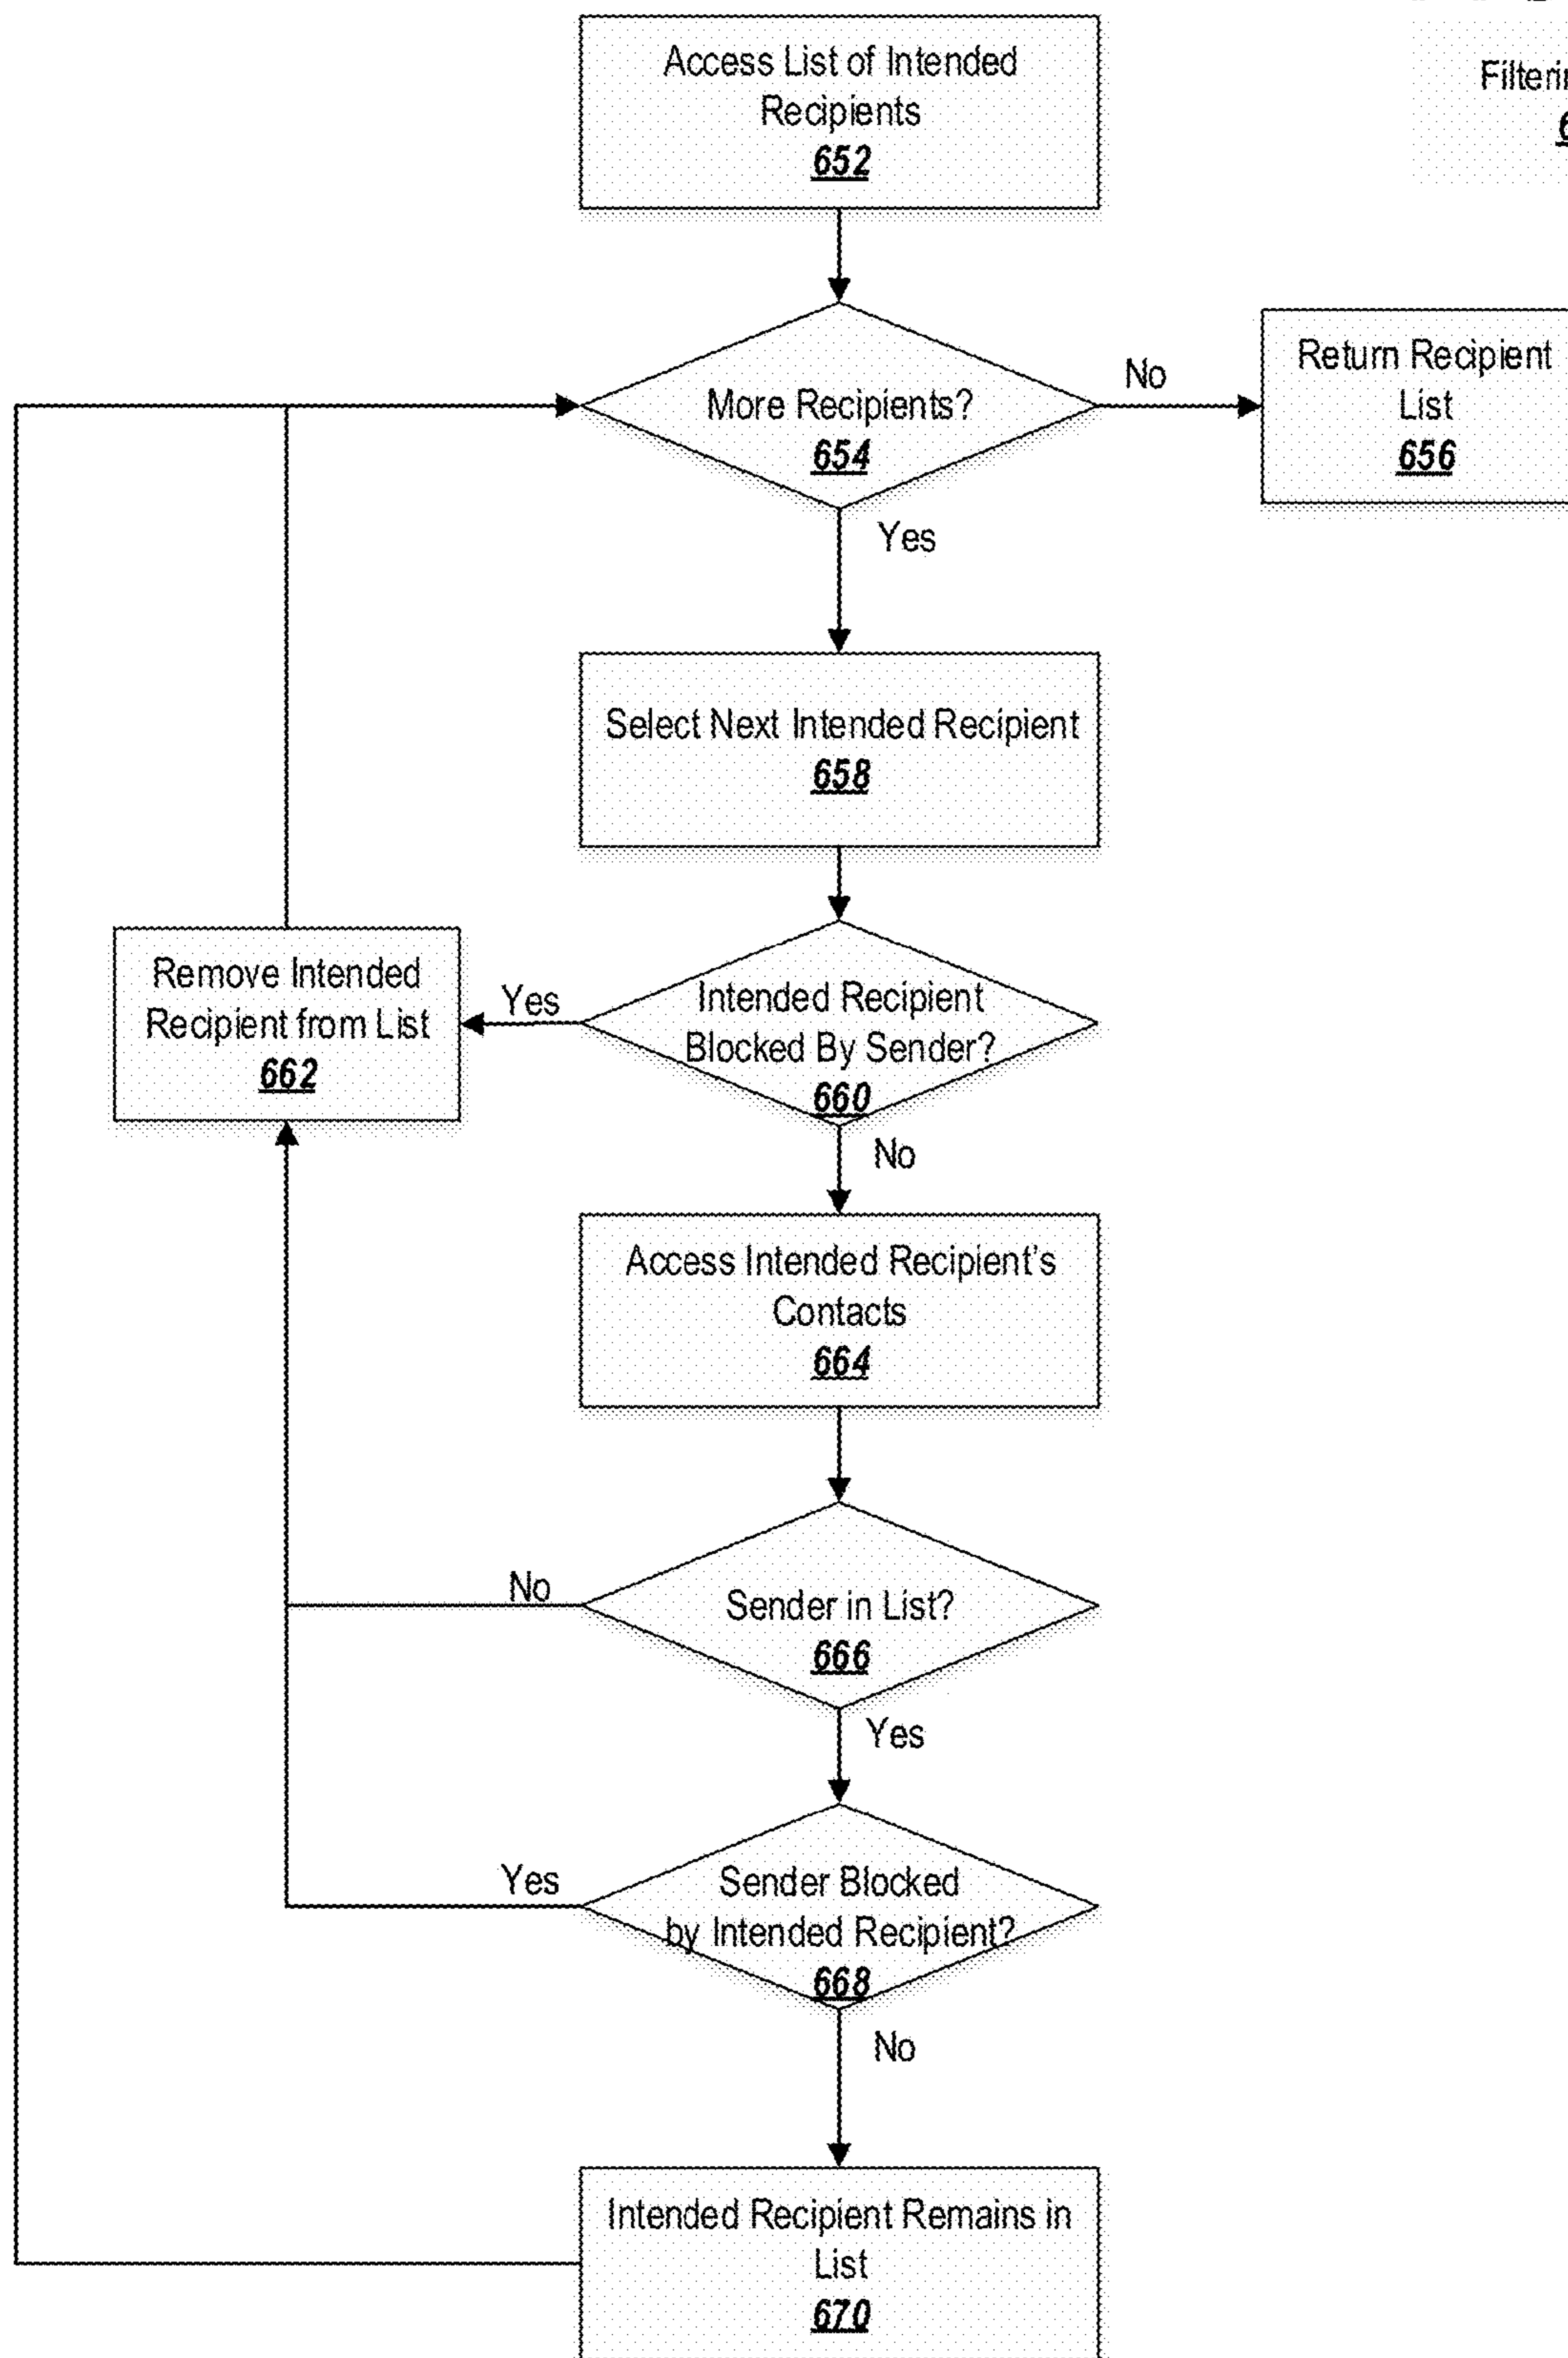 Access List of Intended
Recipients
652
More Recipients?
654
No
Return Recipient
List
656
Yes
Select Next Intended Recipient
658
Remove Intended
Recipient from List
662
Yes
Intended Recipient
Blocked By Sender?
660
No
Access Intended Recipient's
Contacts
664
No
Sender in List?
666
Yes
Yes
Sender Blocked
by Intended Recipient?
668
No
Intended Recipient Remains in
List
670